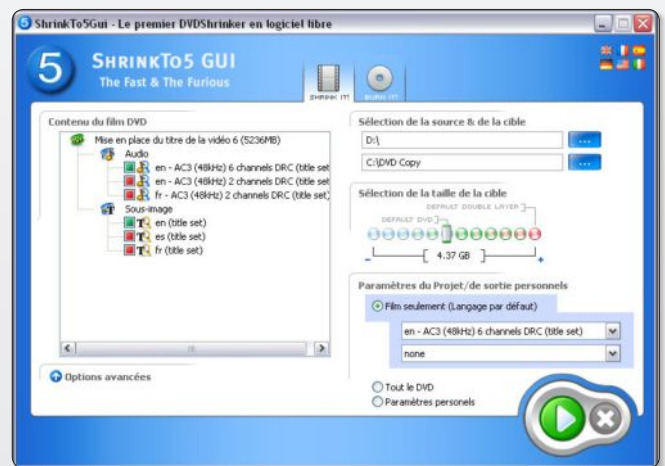 ShrinkTo5Gui - Le premier DVDShrinker en logiciel libre
5
SHRINKTO5 GUI
The Fast & The Furious
SHRINK IT!
BURN IT!
Contenu du film DVD
Mise en place du titre de la vidéo 6 (5236MB)
Audio
en - AC3 (48kHz) 6 channels DRC (title set
en - AC3 (48kHz) 2 channels DRC (title set
fr - AC3 (48kHz) 2 channels DRC (title set)
Sous-image
en (title set)
es (title set)
fr (title set)
Options avancées
Sélection de la source & de la cible
D:\
...
C:\DVD Copy
...
Sélection de la taille de la cible
DEFAULT DOUBLE LAYER
DEFAULT DVD
- [ 4.37 GB ] +
Paramètres du Projet/de sortie personnels
Film seulement (Langage par défaut)
en - AC3 (48kHz) 6 channels DRC (title set)
none
Tout le DVD
Paramètres personels